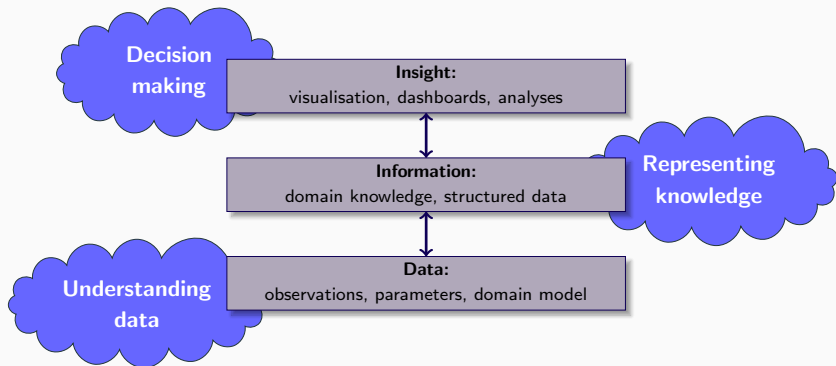 Decision
making
Insight:
visualisation, dashboards, analyses
Information:
domain knowledge, structured data
Representing
knowledge
Data:
observations, parameters, domain model
Understanding
data